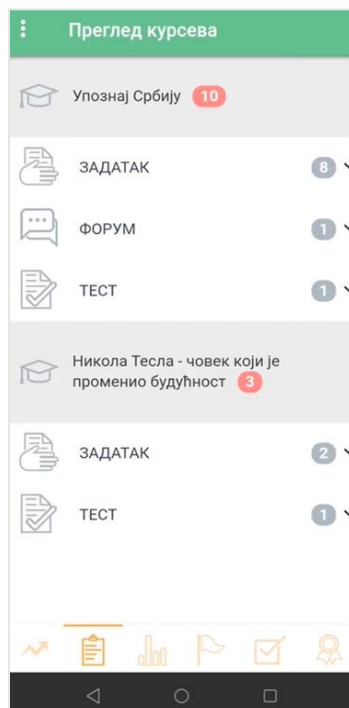 Преглед курсева
Упознај Србију 10
ЗАДАТАК 8
ФОРУМ 1
ТЕСТ 1
Никола Тесла - човек који је
променио будућност 3
ЗАДАТАК 2
ТЕСТ 1